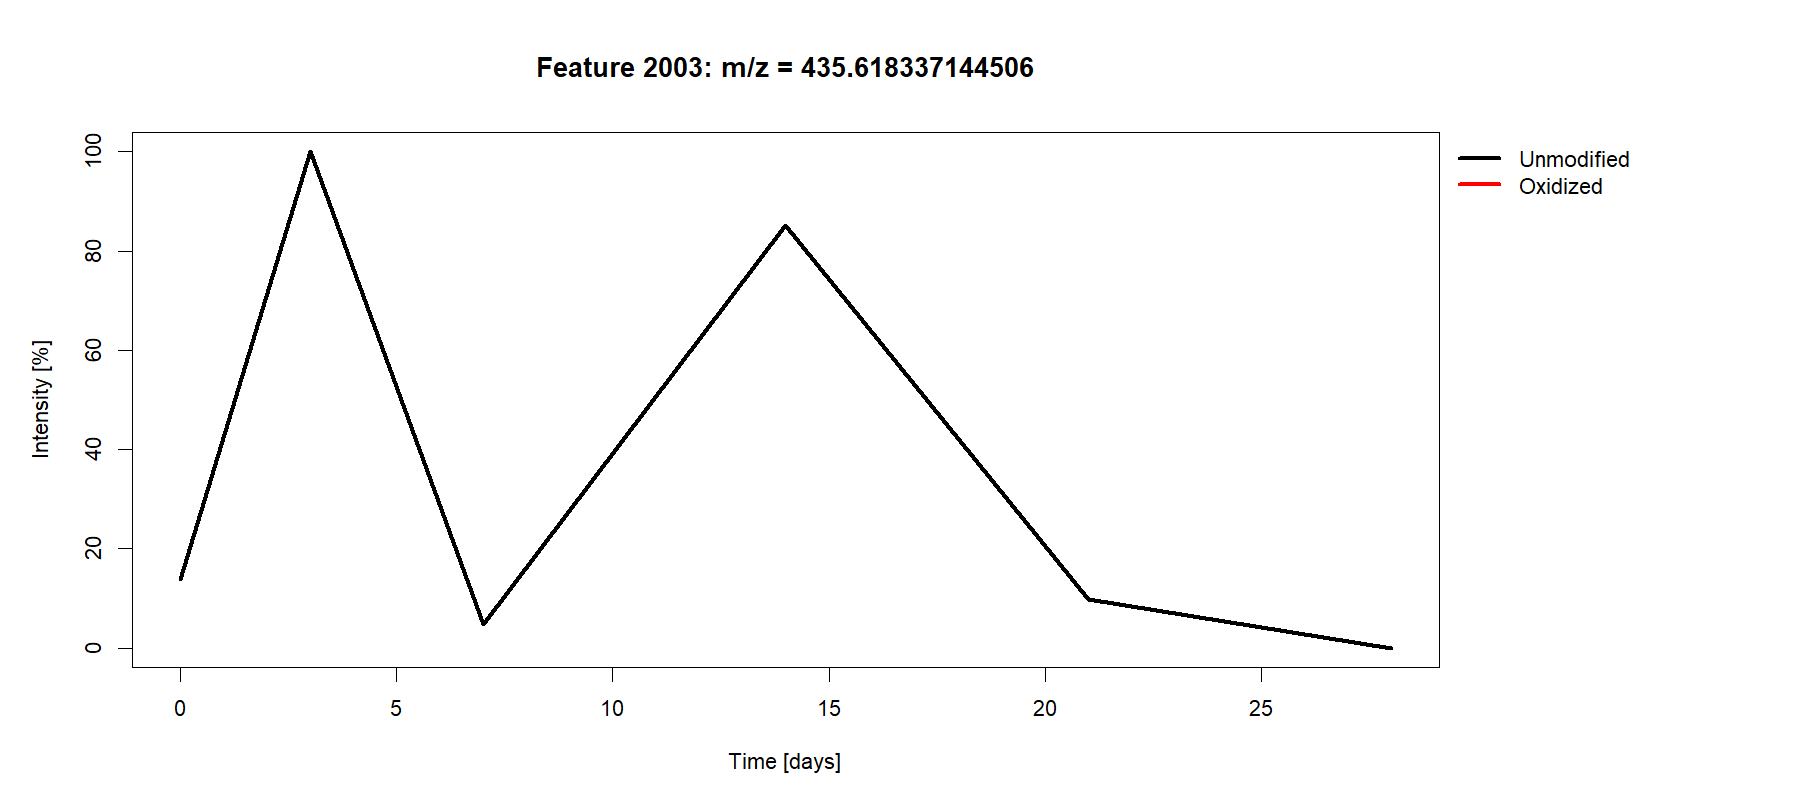 Feature 2003: m/z = 435.618337144506
Unmodified
Oxidized
Intensity [%]
100
80
60
40
20
0
0 5 10 15 20 25
Time [days]